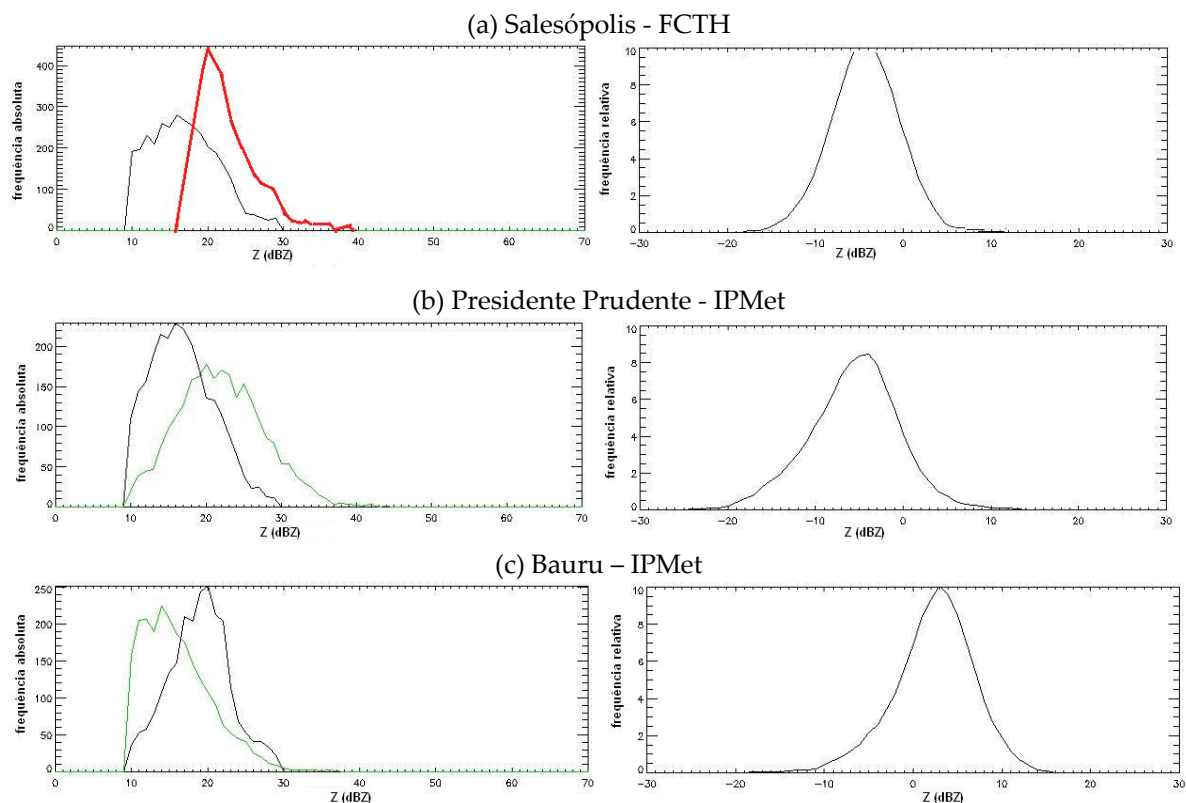 (a) Salesópolis - FCTH
frequência absoluta
400
300
200
100
0
0 10 20 30 40 50 60 70
Z (dBZ)
frequência relativa
10
8
6
4
2
0
−30 −20 −10 0 10 20 30
Z (dBZ)
(b) Presidente Prudente - IPMet
frequência absoluta
200
150
100
50
0
0 10 20 30 40 50 60 70
Z (dBZ)
frequência relativa
10
8
6
4
2
0
−30 −20 −10 0 10 20 30
Z (dBZ)
(c) Bauru – IPMet
frequência absoluta
250
200
150
100
50
0
0 10 20 30 40 50 60 70
Z (dBZ)
frequência relativa
10
8
6
4
2
0
−30 −20 −10 0 10 20 30
Z (dBZ)